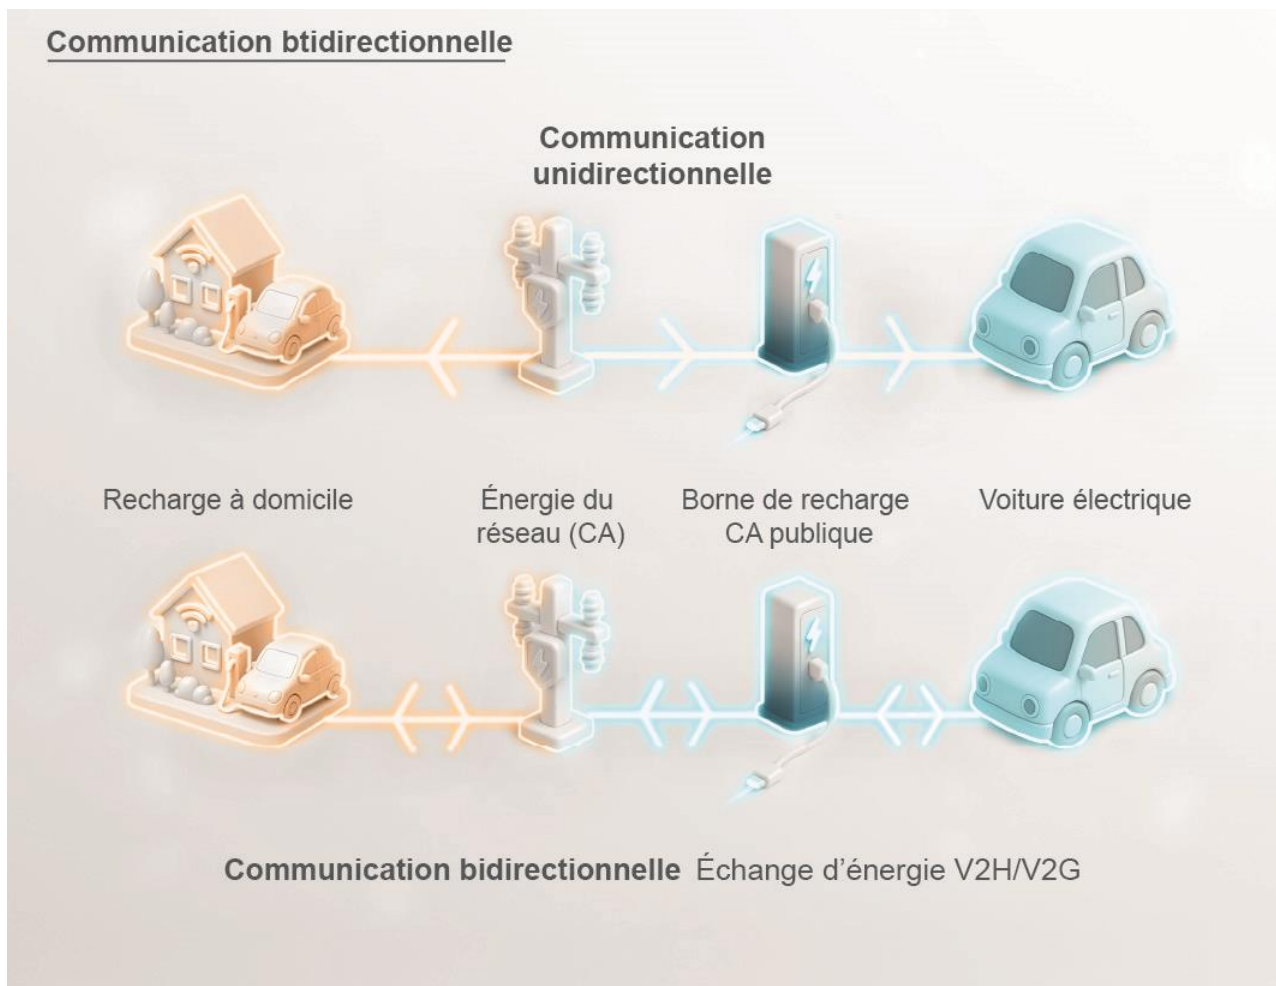 Communication btidirectionnelle
Communication
unidirectionnelle
Recharge à domicile
Énergie du
réseau (CA)
Borne de recharge
CA publique
Voiture électrique
Communication bidirectionnelle Échange d’énergie V2H/V2G